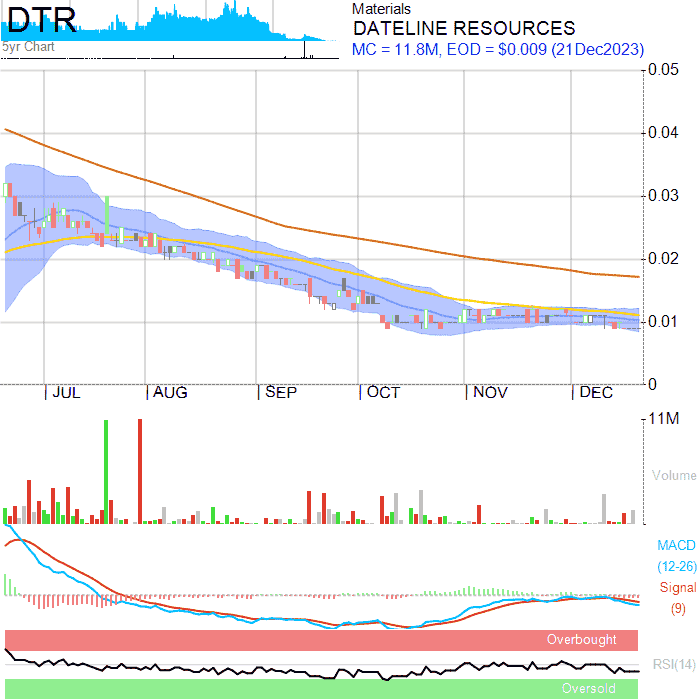 DTR
5yr Chart
Materials
DATELINE RESOURCES
MC = 11.8M, EOD = $0.009 (21Dec2023)
0.05
0.04
0.03
0.02
0.01
0
JUL AUG SEP OCT NOV DEC
11M
Volume
MACD
(12-26)
Signal
(9)
Overbought
RSI(14)
Oversold